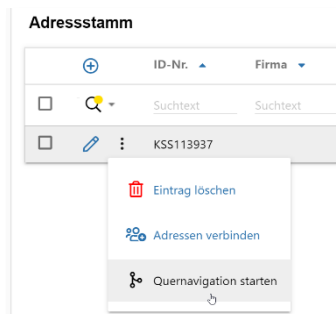 Adressstamm
ID-Nr. Firma
Suchtext Suchtext
KSS113937
Eintrag löschen
Adressen verbinden
Quernavigation starten